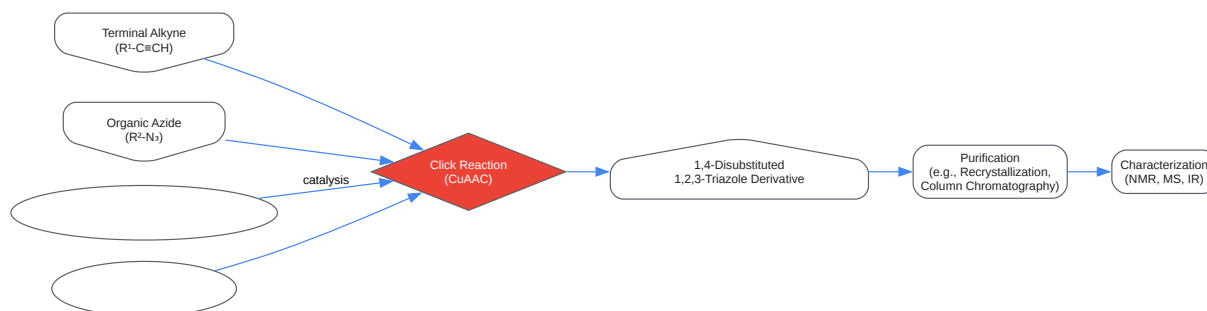 Terminal Alkyne
(R¹-C≡CH)
Organic Azide
(R²-N₃)
catalysis
Click Reaction
(CuAAC)
1,4-Disubstituted
1,2,3-Triazole Derivative
Purification
(e.g., Recrystallization,
Column Chromatography)
Characterization
(NMR, MS, IR)